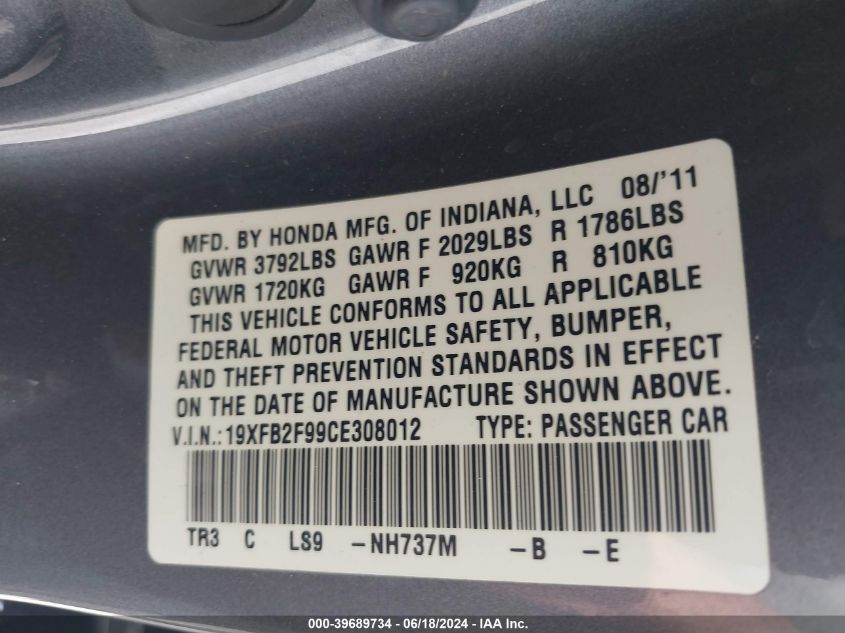 MFD. BY HONDA MFG. OF INDIANA, LLC 08/'11
GVWR 3792LBS GAWR F 2029LBS R 1786LBS
GVWR 1720KG GAWR F 920KG R 810KG
THIS VEHICLE CONFORMS TO ALL APPLICABLE
FEDERAL MOTOR VEHICLE SAFETY, BUMPER,
AND THEFT PREVENTION STANDARDS IN EFFECT
ON THE DATE OF MANUFACTURE SHOWN ABOVE.
V.I.N.:19XFB2F99CE308012 TYPE: PASSENGER CAR
TR3 C LS9 -NH737M -B -E
000-39689734 - 06/18/2024 - IAA Inc.